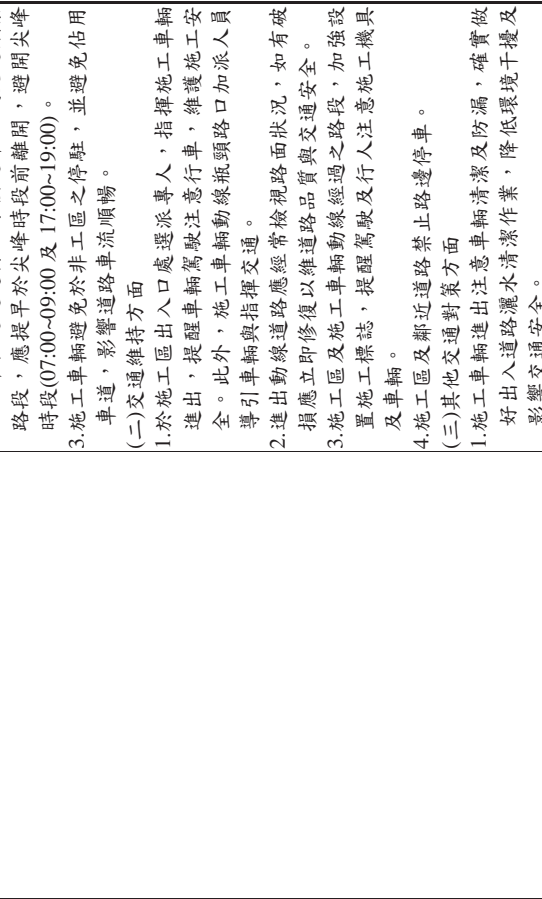 路段，應提早於尖峰時段前離開，避開尖峰
時段(07:00~09:00 及 17:00~19:00)。
3.施工車輛避免於非工區之停駐，並避免佔用
車道，影響道路車流順暢。
(二)交通維持方面
1.於施工區出入口處選派專人，指揮施工車輛
進出，提醒車輛駕駛注意行車，維護施工安
全。此外，施工車輛動線瓶頸路口加派人員
導引車輛與指揮交通。
2.進出動線道路應經常檢視路面狀況，如有破
損應立即修復以維道路品質與交通安全。
3.施工區及施工車輛動線經過之路段，加強設
置施工標誌，提醒駕駛及行人注意施工機具
及車輛。
4.施工區及鄰近道路禁止路邊停車。
(三)其他交通對策方面
1.施工車輛進出注意車輛清潔及防漏，確實做
好出入道路灑水清潔作業，降低環境干擾及
影響交通安全。